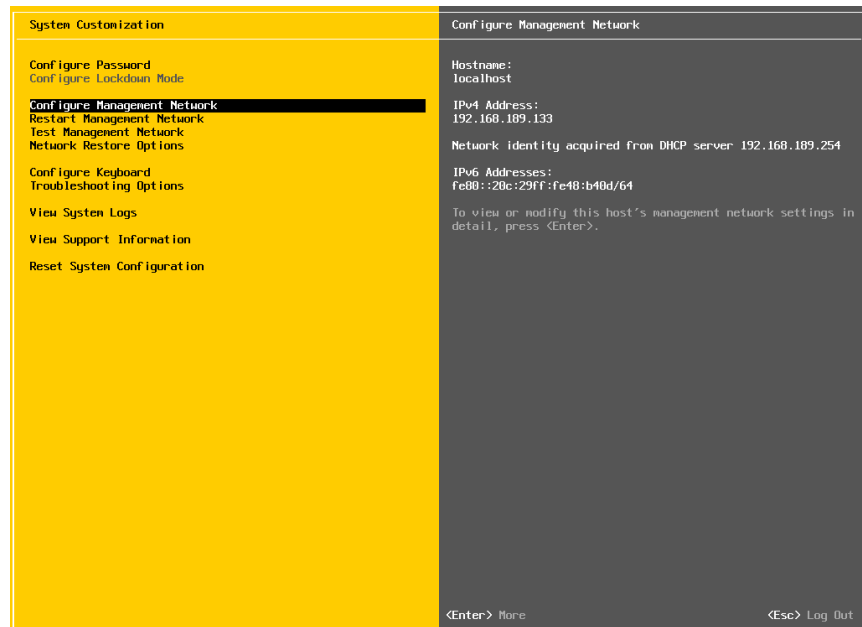 System Customization
Configure Password
Configure Lockdown Mode
Configure Management Network
Restart Management Network
Test Management Network
Network Restore Options
Configure Keyboard
Troubleshooting Options
View System Logs
View Support Information
Reset System Configuration
Configure Management Network
Hostname:
localhost
IPv4 Address:
192.168.189.133
Network identity acquired from DHCP server 192.168.189.254
IPv6 Addresses:
fe80::20c:29ff:fe48:b40d/64
To view or modify this host's management network settings in
detail, press <Enter>.
<Enter> More
<Esc> Log Out